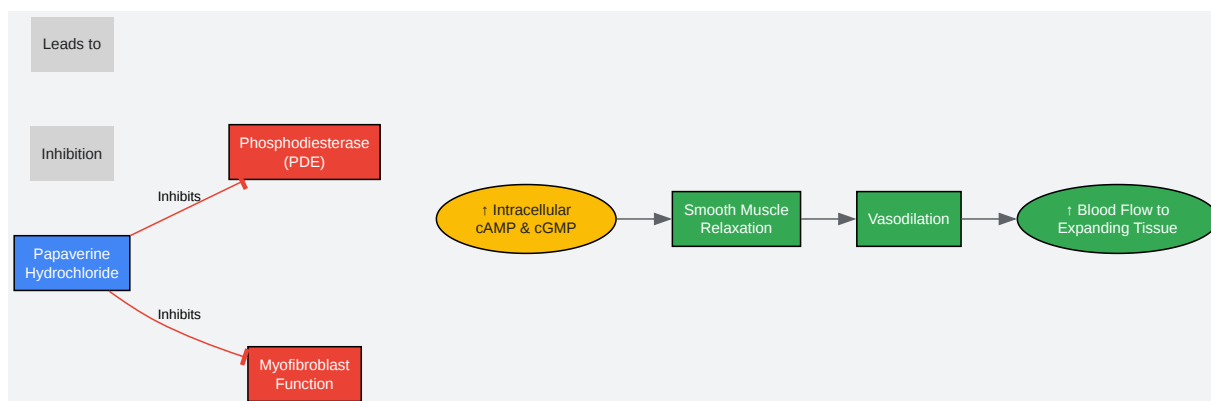 Leads to
Inhibition
Phosphodiesterase
(PDE)
Inhibits
Papaverine
Hydrochloride
Inhibits
Myofibroblast
Function
↑ Intracellular
cAMP & cGMP
Smooth Muscle
Relaxation
Vasodilation
↑ Blood Flow to
Expanding Tissue